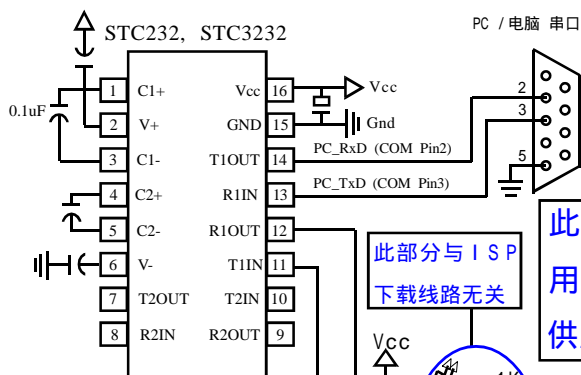 PC /电脑 串口
STC232, STC3232
1 C1+ Vcc 16 Vcc
0.1uF
2 V+ GND 15 Gnd
3 C1- T1OUT 14 PC_RxD (COM Pin2) 2
4 C2+ R1IN 13 PC_TxD (COM Pin3) 3
5 C2- R1OUT 12 5
6 V- T1IN 11
7 T2OUT T2IN 10
8 R2IN R2OUT 9
此部分与ISP
下载线路无关
此
用
供
Vcc
1K